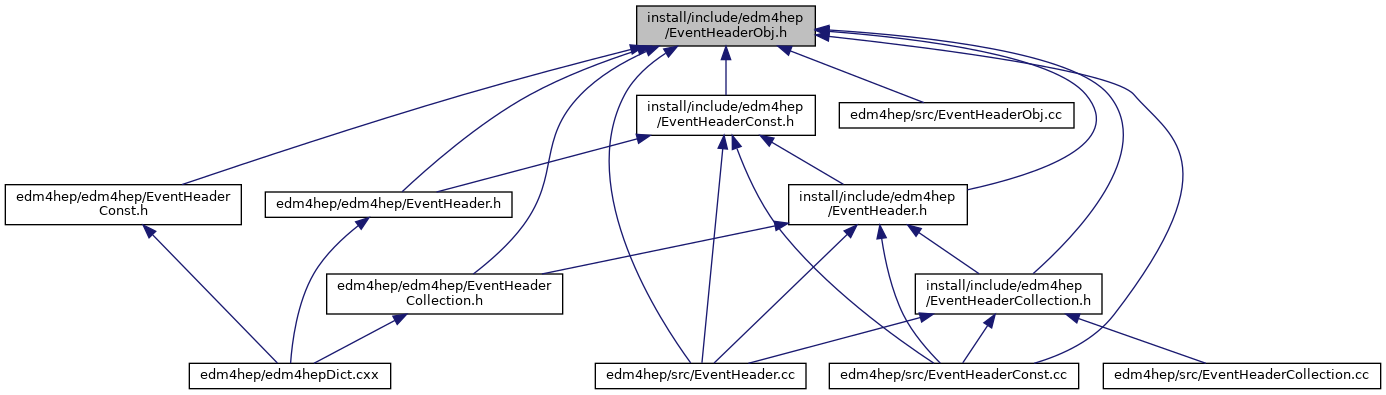 install/include/edm4hep
/EventHeaderObj.h
install/include/edm4hep
/EventHeaderConst.h
edm4hep/src/EventHeaderObj.cc
edm4hep/edm4hep/EventHeader
Const.h
edm4hep/edm4hep/EventHeader.h
install/include/edm4hep
/EventHeader.h
edm4hep/edm4hep/EventHeader
Collection.h
install/include/edm4hep
/EventHeaderCollection.h
edm4hep/edm4hepDict.cxx
edm4hep/src/EventHeader.cc
edm4hep/src/EventHeaderConst.cc
edm4hep/src/EventHeaderCollection.cc